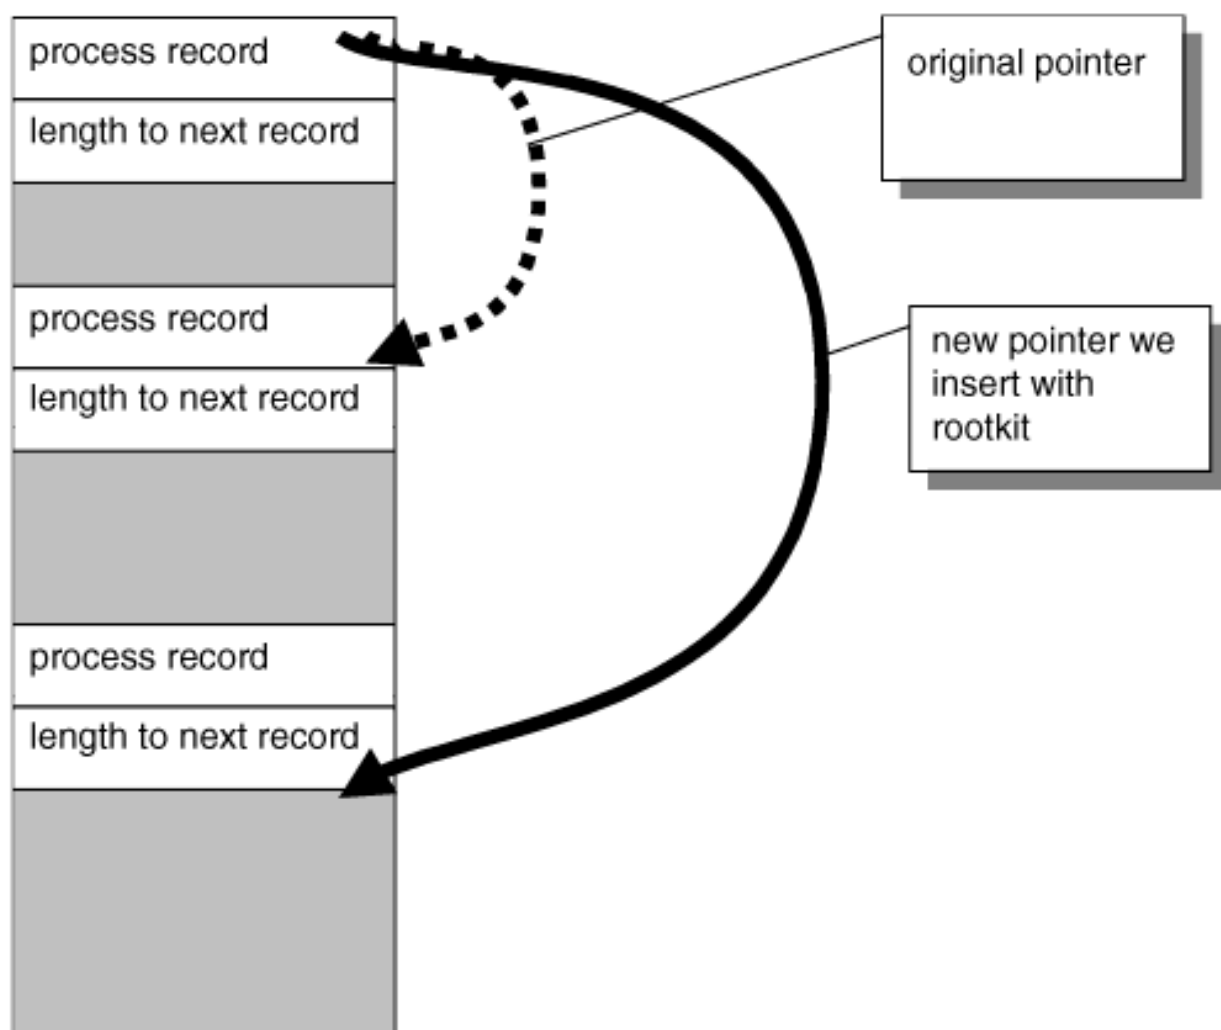 process record
length to next record
process record
length to next record
process record
length to next record
original pointer
new pointer we
insert with
rootkit